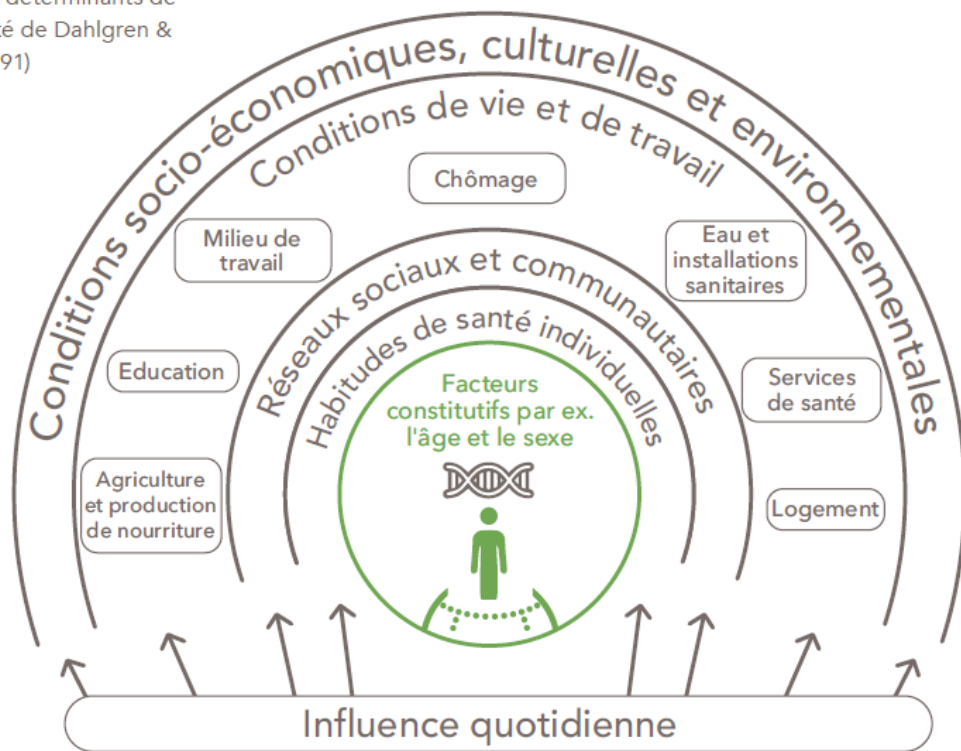 déterminants de
té de Dahlgren &
91)
Conditions socio-économiques, culturelles et environnementales
Conditions de vie et de travail
Chômage
Milieu de
travail
Eau et
installations
sanitaires
Réseaux sociaux et communautaires
Habitudes de santé individuelles
Education
Services
de santé
Facteurs
constitutifs par ex.
l'âge et le sexe
Agriculture
et production
de nourriture
Logement
Influence quotidienne